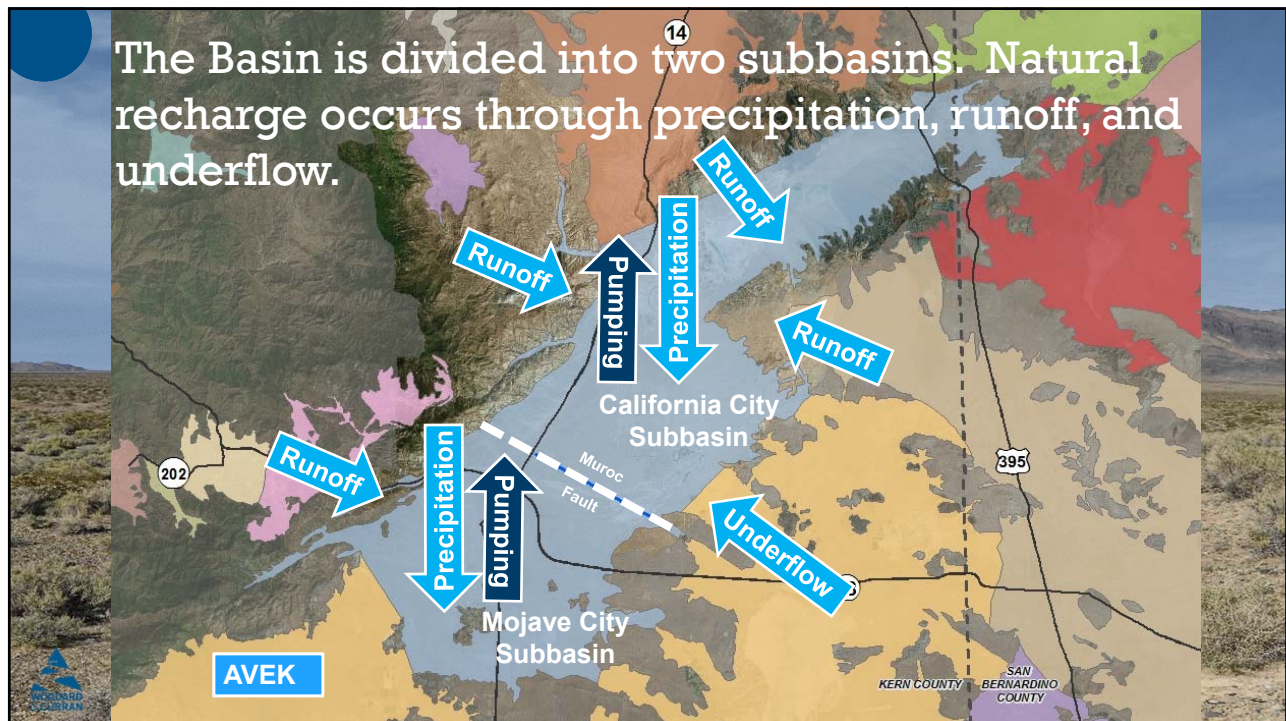 The Basin is divided into two subbasins. Natural
recharge occurs through precipitation, runoff, and
underflow.
14
Runoff
Runoff
Precipitation
Pumping
Runoff
California City
Subbasin
Runoff
202
Precipitation
Pumping
Muroc
Fault
395
Underflow
Mojave City
Subbasin
AVEK
KERN COUNTY
SAN
BERNARDINO
COUNTY
WOODARD
& CURRAN